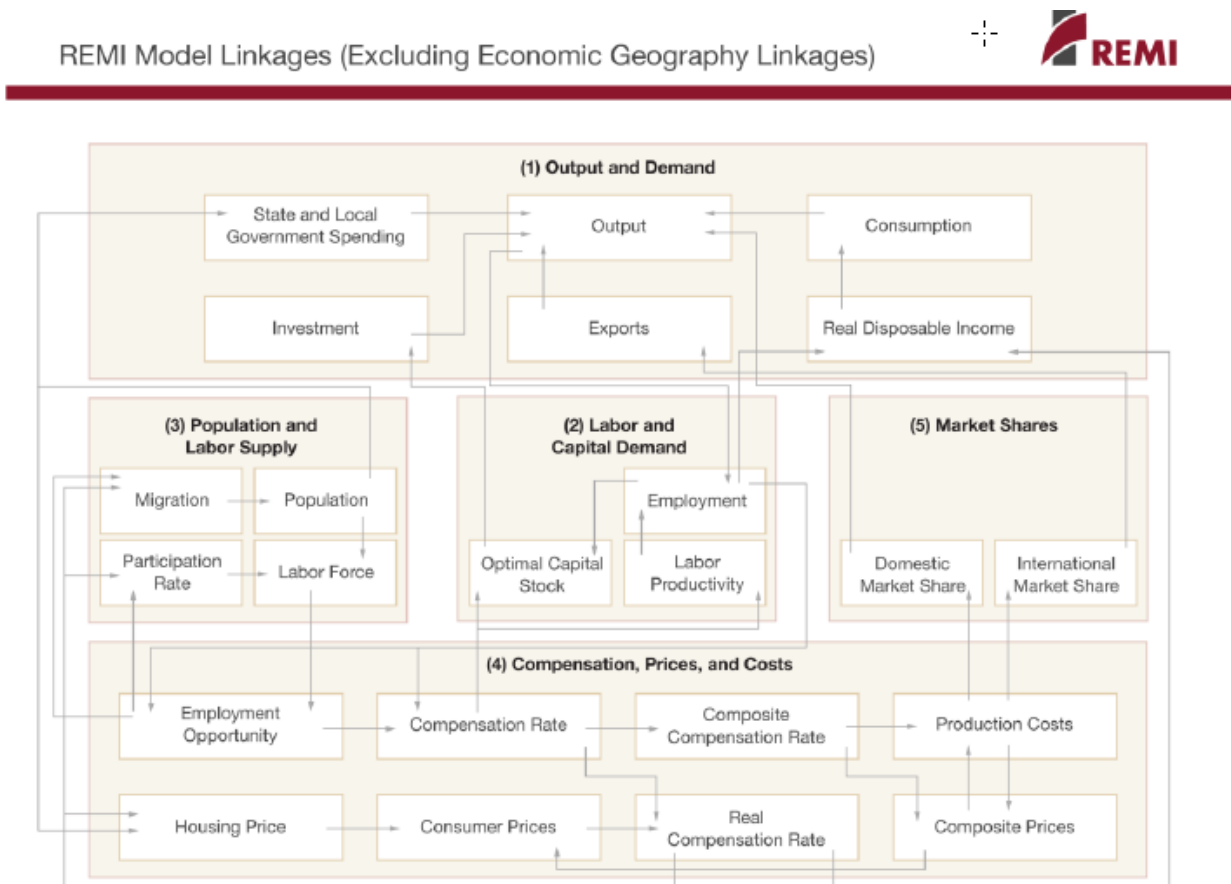 REMI Model Linkages (Excluding Economic Geography Linkages)
REMI
(1) Output and Demand
State and Local
Government Spending
Output
Consumption
Investment
Exports
Real Disposable Income
(3) Population and
Labor Supply
Migration
Population
Participation
Rate
Labor Force
(2) Labor and
Capital Demand
Employment
Optimal Capital
Stock
Labor
Productivity
(5) Market Shares
Domestic
Market Share
International
Market Share
(4) Compensation, Prices, and Costs
Employment
Opportunity
Compensation Rate
Composite
Compensation Rate
Production Costs
Housing Price
Consumer Prices
Real
Compensation Rate
Composite Prices